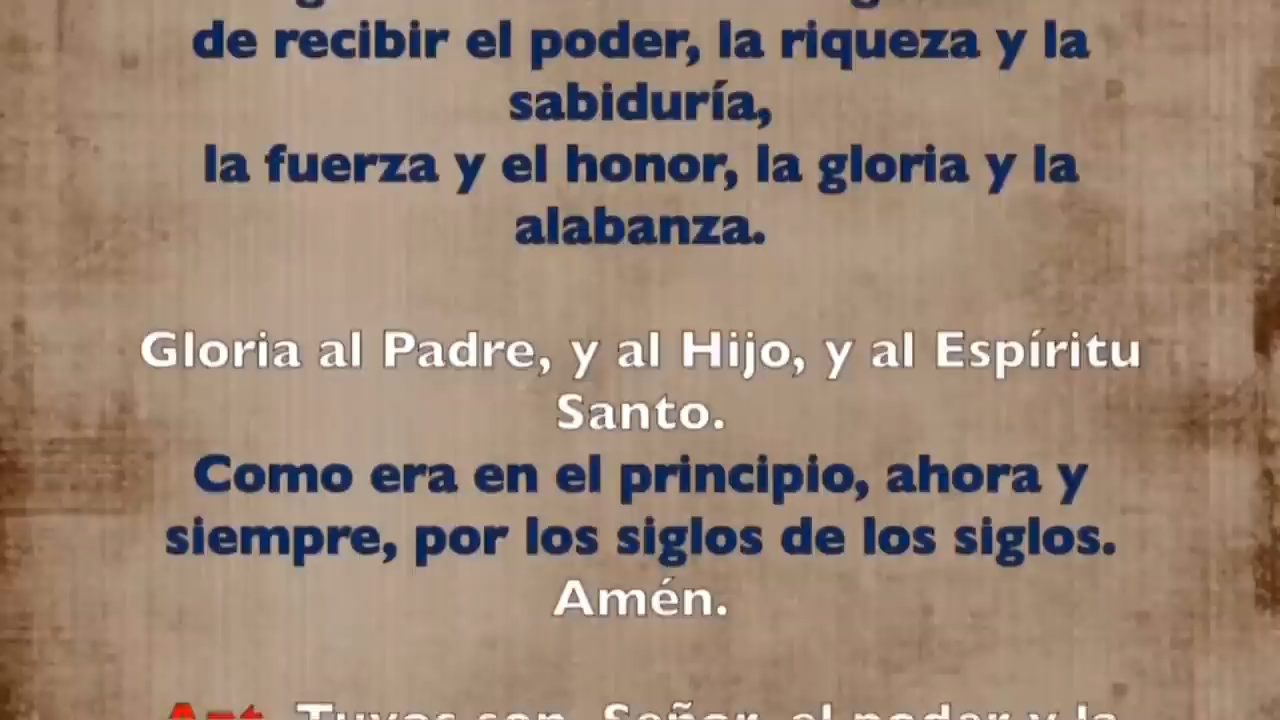 de recibir el poder, la riqueza y la
sabiduría,
la fuerza y el honor, la gloria y la
alabanza.
Gloria al Padre, y al Hijo, y al Espíritu
Santo.
Como era en el principio, ahora y
siempre, por los siglos de los siglos.
Amén.
Ant. Tuyas son, Señor, el poder y la